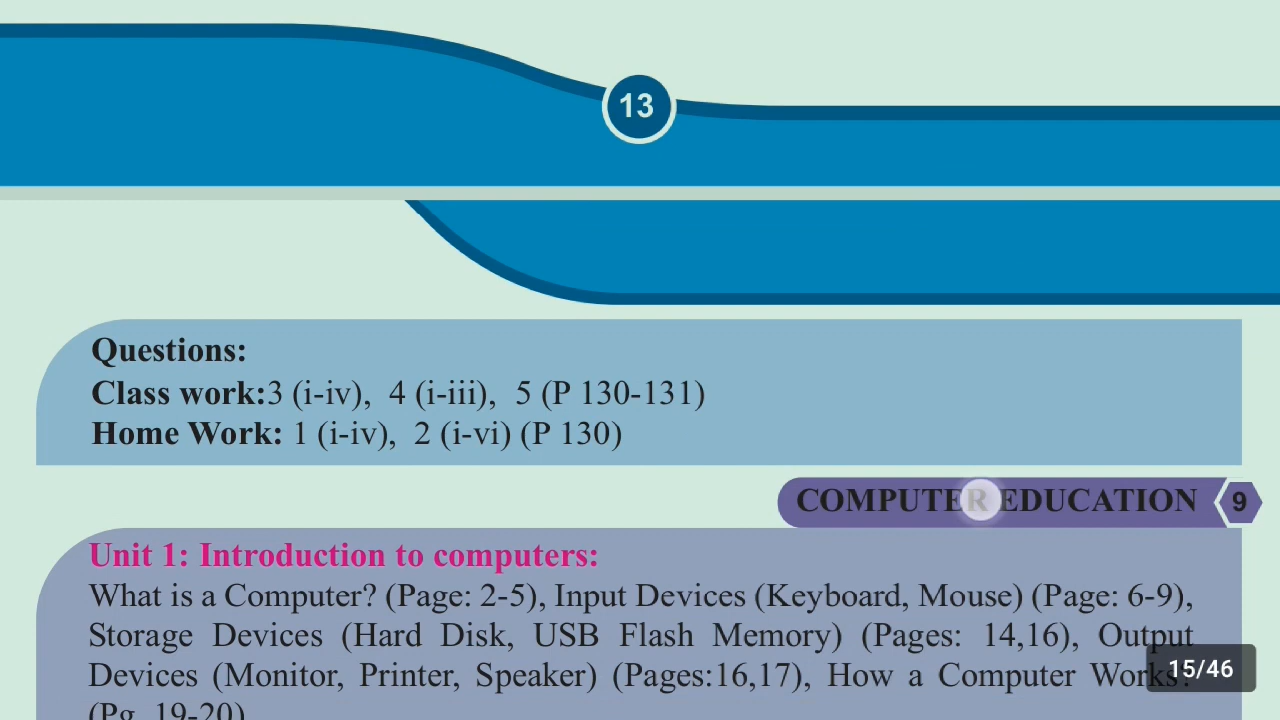 13
Questions:
Class work:3 (i-iv), 4 (i-iii), 5 (P 130-131)
Home Work: 1 (i-iv), 2 (i-vi) (P 130)
COMPUTER EDUCATION 9
Unit 1: Introduction to computers:
What is a Computer? (Page: 2-5), Input Devices (Keyboard, Mouse) (Page: 6-9),
Storage Devices (Hard Disk, USB Flash Memory) (Pages: 14,16), Output
Devices (Monitor, Printer, Speaker) (Pages:16,17), How a Computer Works?
(Pg. 19-20)
15/46